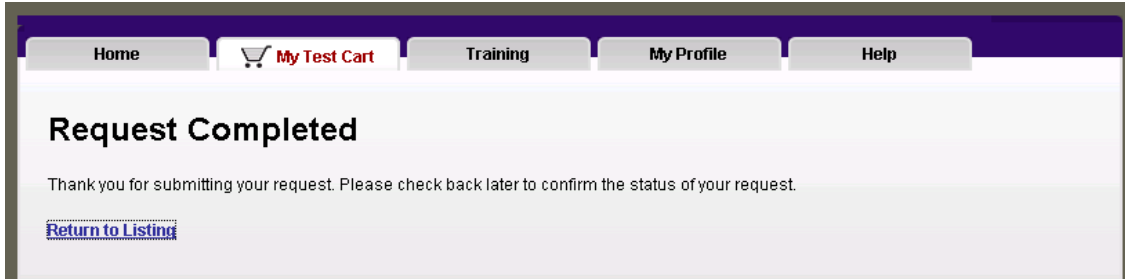 Home My Test Cart Training My Profile Help
Request Completed
Thank you for submitting your request. Please check back later to confirm the status of your request.
Return to Listing